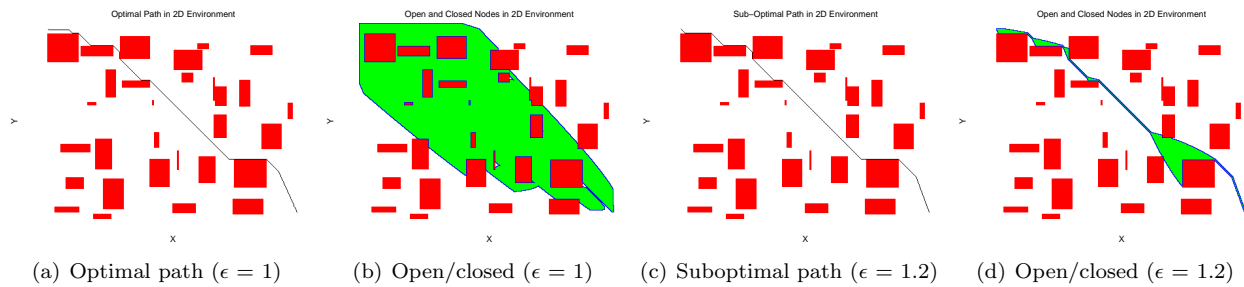 Optimal Path in 2D Environment
Y
X
(a) Optimal path (ϵ = 1)
Open and Closed Nodes in 2D Environment
Y
X
(b) Open/closed (ϵ = 1)
Sub−Optimal Path in 2D Environment
Y
X
(c) Suboptimal path (ϵ = 1.2)
Open and Closed Nodes in 2D Environment
Y
X
(d) Open/closed (ϵ = 1.2)